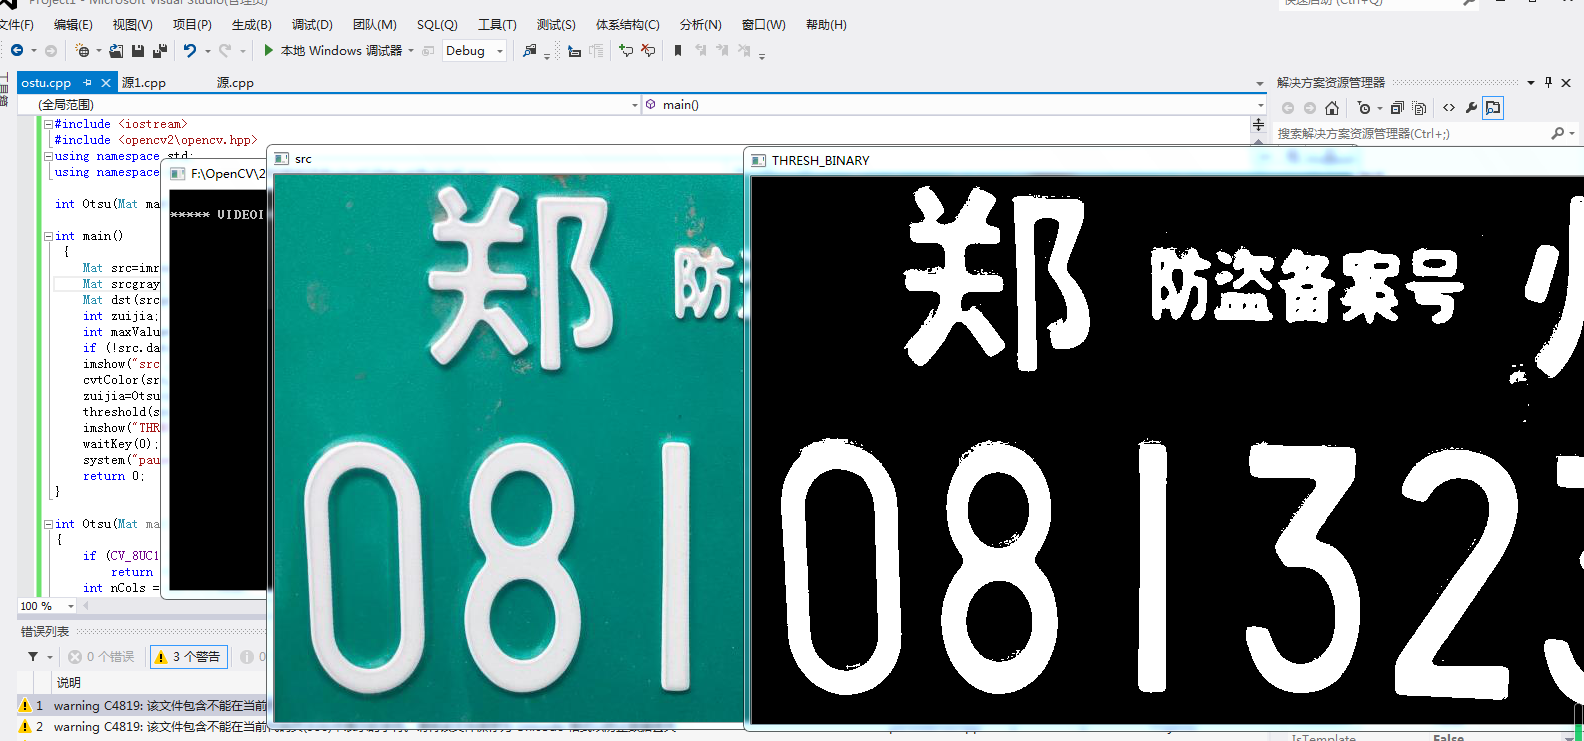 Project1 - Microsoft Visual Studio(管理员)
快速启动 (Ctrl+Q)
文件(F) 编辑(E) 视图(V) 项目(P) 生成(B) 调试(D) 团队(M) SQL(Q) 工具(T) 测试(S) 体系结构(C) 分析(N) 窗口(W) 帮助(H)
本地 Windows 调试器 Debug
ostu.cpp 源1.cpp 源.cpp
(全局范围) main()
#include <iostream>
#include <opencv2\opencv.hpp>
using namespace std;
using namespace
int Otsu(Mat ma
int main()
{
Mat src=imr
Mat srcgray
Mat dst(src
int zuijia;
int maxValu
if (!src.da
imshow("src
cvtColor(sr
zuijia=Otsu
threshold(s
imshow("THR
waitKey(0);
system("pau
return 0;
}
int Otsu(Mat ma
{
if (CV_8UC1
return
int nCols =
100 %
F:\OpenCV\2
***** VIDEOI
src
郑 防
081
THRESH_BINARY
郑 防盗备案号
08132
解决方案资源管理器
搜索解决方案资源管理器(Ctrl+;)
错误列表
0 个错误 3 个警告 0
说明
1 warning C4819: 该文件包含不能在当前
2 warning C4819: 该文件包含不能在当前
IsTemplate False